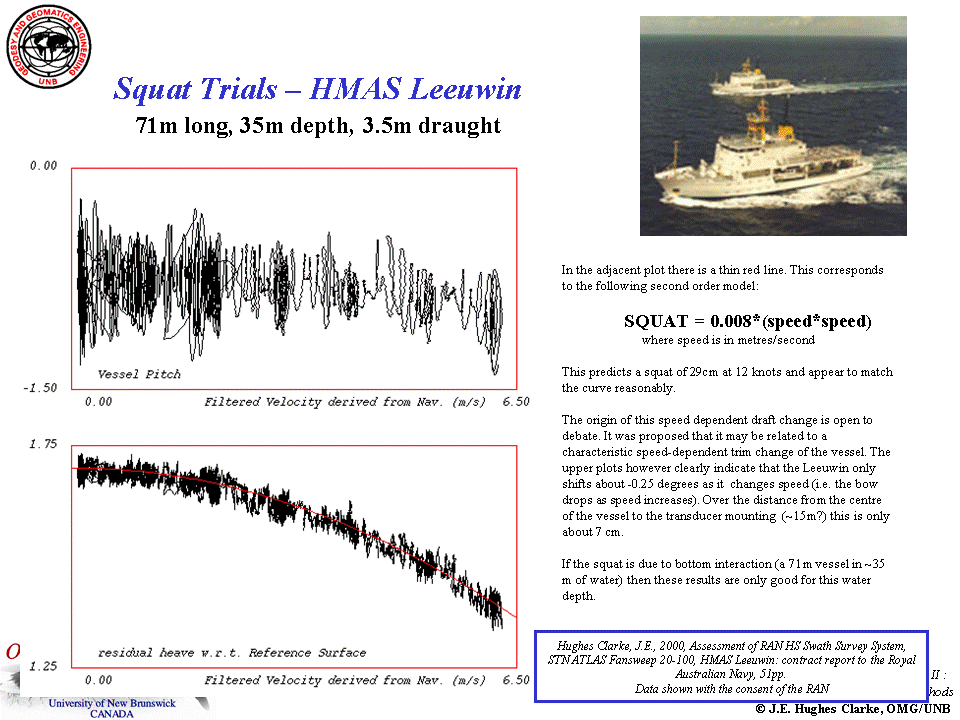 GEODESY AND GEOMATICS ENGINEERING
UNB
Squat Trials – HMAS Leeuwin
71m long, 35m depth, 3.5m draught
0.00
Vessel Pitch
-1.50
0.00 Filtered Velocity derived from Nav. (m/s) 6.50
1.75
residual heave w.r.t. Reference Surface
1.25
0.00 Filtered Velocity derived from Nav. (m/s) 6.50
In the adjacent plot there is a thin red line. This corresponds
to the following second order model:
SQUAT = 0.008*(speed*speed)
where speed is in metres/second
This predicts a squat of 29cm at 12 knots and appear to match
the curve reasonably.
The origin of this speed dependent draft change is open to
debate. It was proposed that it may be related to a
characteristic speed-dependent trim change of the vessel. The
upper plots however clearly indicate that the Leeuwin only
shifts about -0.25 degrees as it changes speed (i.e. the bow
drops as speed increases). Over the distance from the centre
of the vessel to the transducer mounting (~15m?) this is only
about 7 cm.
If the squat is due to bottom interaction (a 71m vessel in ~35
m of water) then these results are only good for this water
depth.
Hughes Clarke, J.E., 2000, Assessment of RAN HS Swath Survey System,
STN ATLAS Fansweep 20-100, HMAS Leeuwin: contract report to the Royal
Australian Navy, 51pp.
Data shown with the consent of the RAN
O
II :
hods
University of New Brunswick
CANADA
© J.E. Hughes Clarke, OMG/UNB